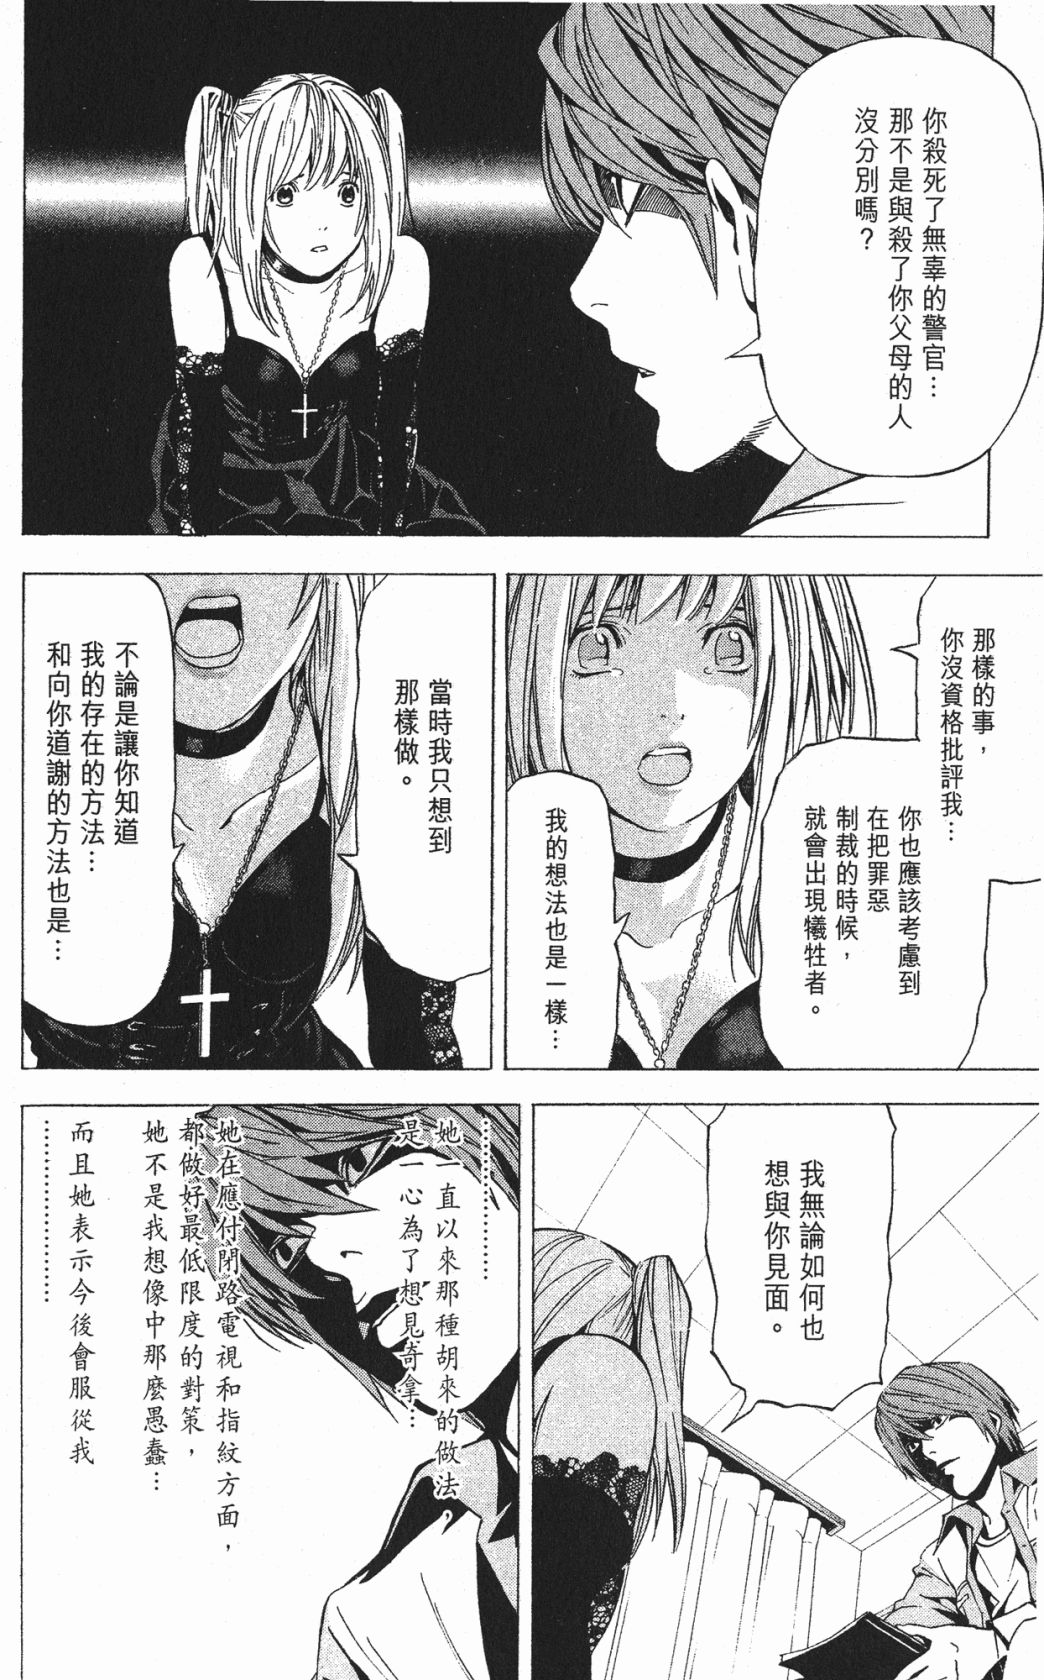 你殺死了無辜的警官…
那不是與殺了你父母的人
沒分別嗎？
那樣的事，
你沒資格批評我…
你也應該考慮到
在把罪惡
制裁的時候，
就會出現犧牲者。
我的想法也是一樣…
當時我只想到
那樣做。
不論是讓你知道
我的存在的方法…
和向你道謝的方法也是…
我無論如何也
想與你見面。
………………
她一直以來那種胡來的做法，
是一心為了想見奇拿…
她在應付閉路電視和指紋方面，
都做好最低限度的對策，
她不是我想像中那麼愚蠢…
而且她表示今後會服從我
………………